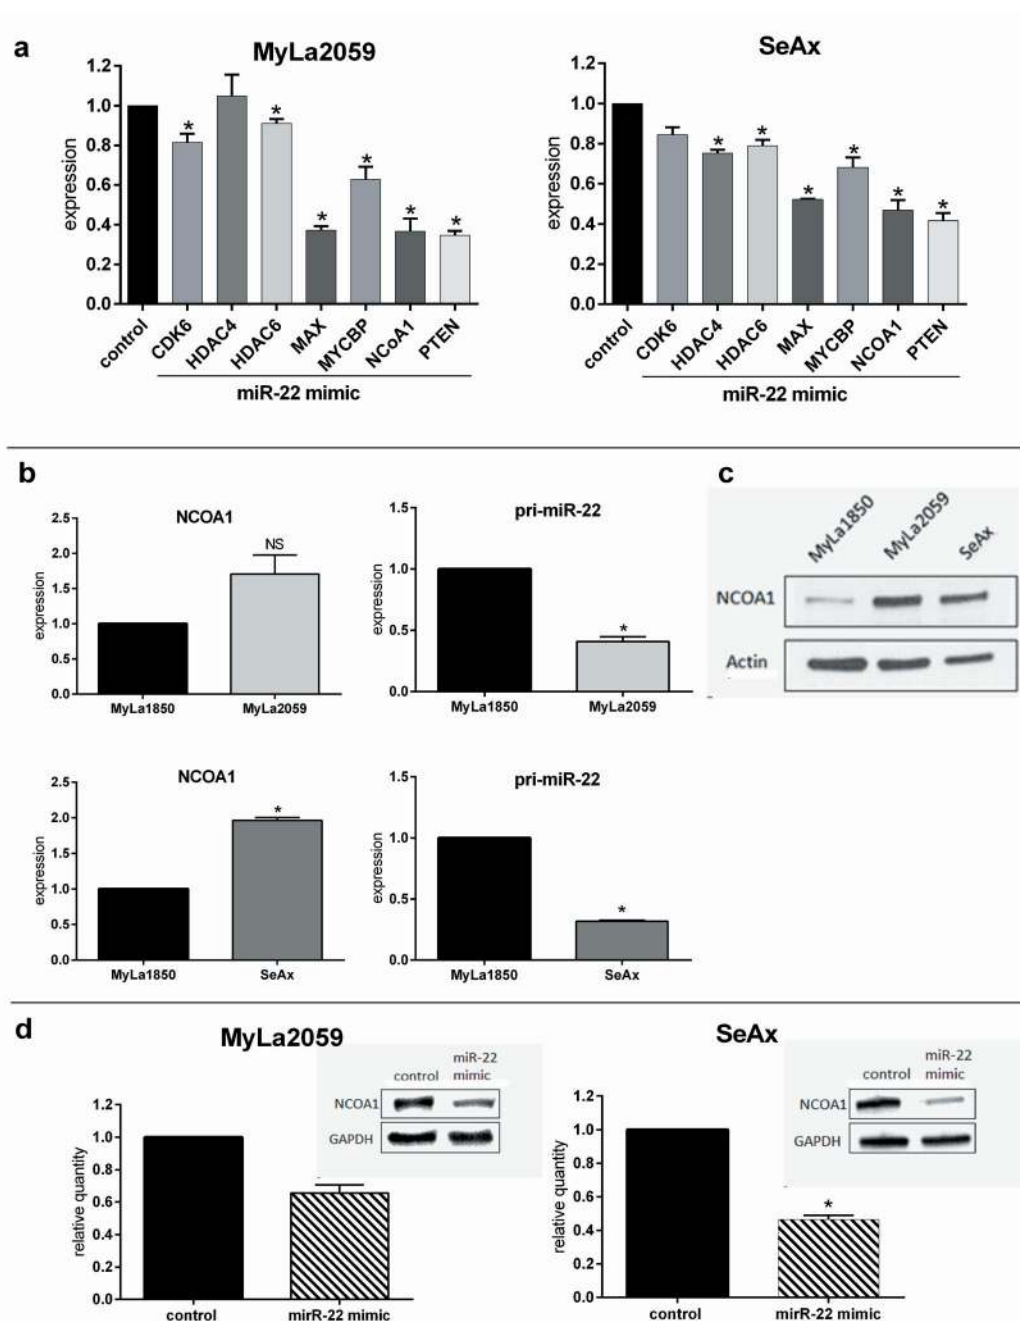 a
MyLa2059
SeAx
expression
1.2
1.0
0.8
0.6
0.4
0.2
0.0
* * * * * *
control CDK6 HDAC4 HDAC6 MAX MYCBP NCoA1 PTEN
miR-22 mimic
expression
1.2
1.0
0.8
0.6
0.4
0.2
0.0
* * * * * *
control CDK6 HDAC4 HDAC6 MAX MYCBP NCOA1 PTEN
miR-22 mimic
b
NCOA1
expression
2.5
2.0
1.5
1.0
0.5
0.0
NS
MyLa1850 MyLa2059
pri-miR-22
expression
1.5
1.0
0.5
0.0
*
MyLa1850 MyLa2059
c
MyLa1850 MyLa2059 SeAx
NCOA1
Actin
NCOA1
expression
2.5
2.0
1.5
1.0
0.5
0.0
*
MyLa1850 SeAx
pri-miR-22
expression
1.5
1.0
0.5
0.0
*
MyLa1850 SeAx
d
MyLa2059
relative quantity
1.2
1.0
0.8
0.6
0.4
0.2
0.0
control mirR-22 mimic
control miR-22
mimic
NCOA1
GAPDH
SeAx
relative quantity
1.2
1.0
0.8
0.6
0.4
0.2
0.0
*
control mirR-22 mimic
control miR-22
mimic
NCOA1
GAPDH